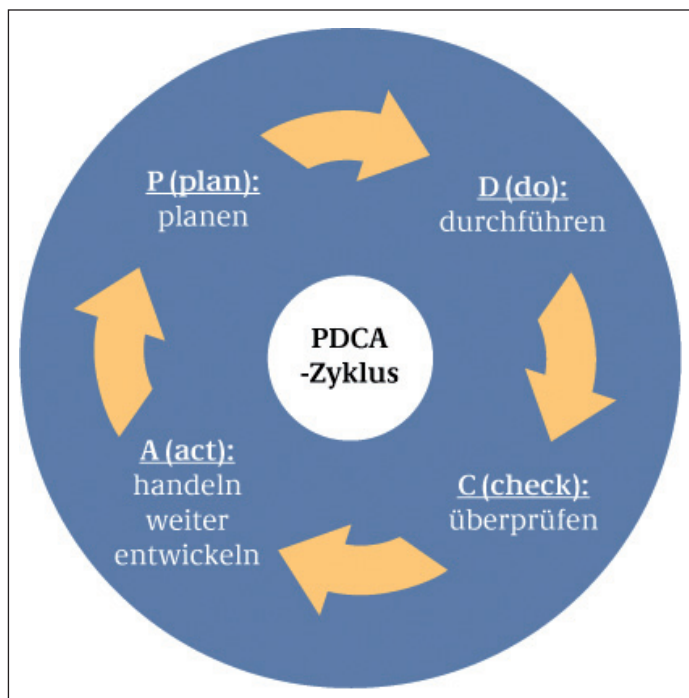 P (plan):
planen
D (do):
durchführen
PDCA
-Zyklus
A (act):
handeln
weiter
entwickeln
C (check):
überprüfen